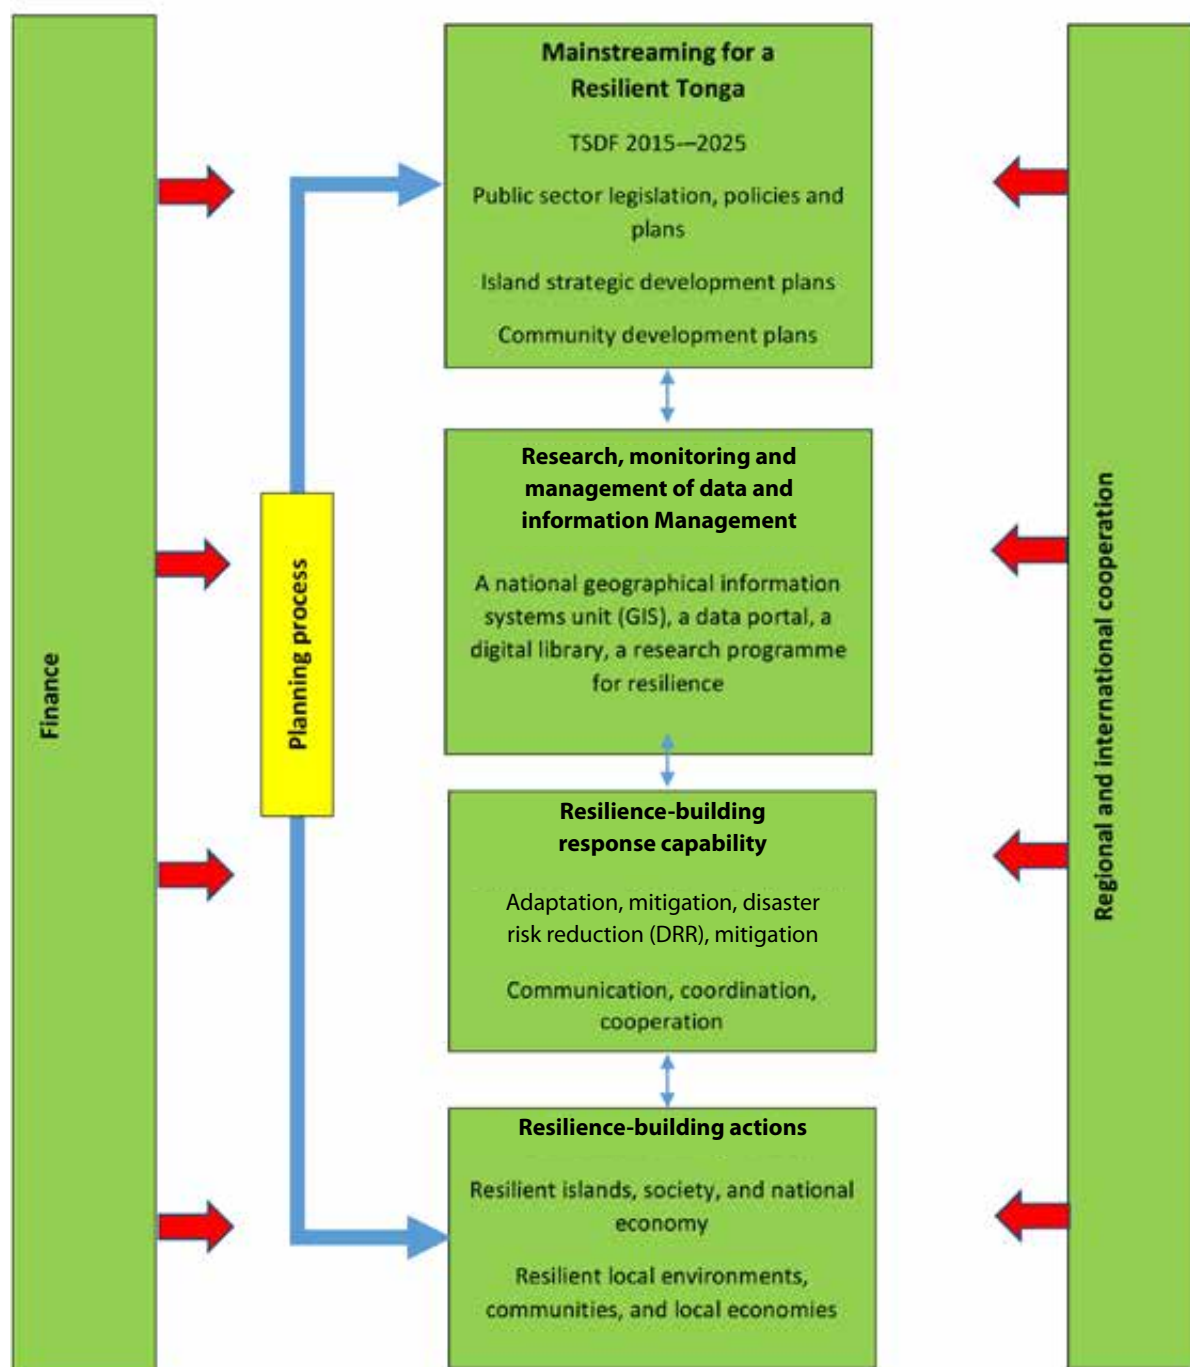 Finance
Planning process
Mainstreaming for a
Resilient Tonga
TSDF 2015-–2025
Public sector legislation, policies and
plans
Island strategic development plans
Community development plans
Research, monitoring and
management of data and
information Management
A national geographical information
systems unit (GIS), a data portal, a
digital library, a research programme
for resilience
Resilience-building
response capability
Adaptation, mitigation, disaster
risk reduction (DRR), mitigation
Communication, coordination,
cooperation
Resilience-building actions
Resilient islands, society, and national
economy
Resilient local environments,
communities, and local economies
Regional and international cooperation